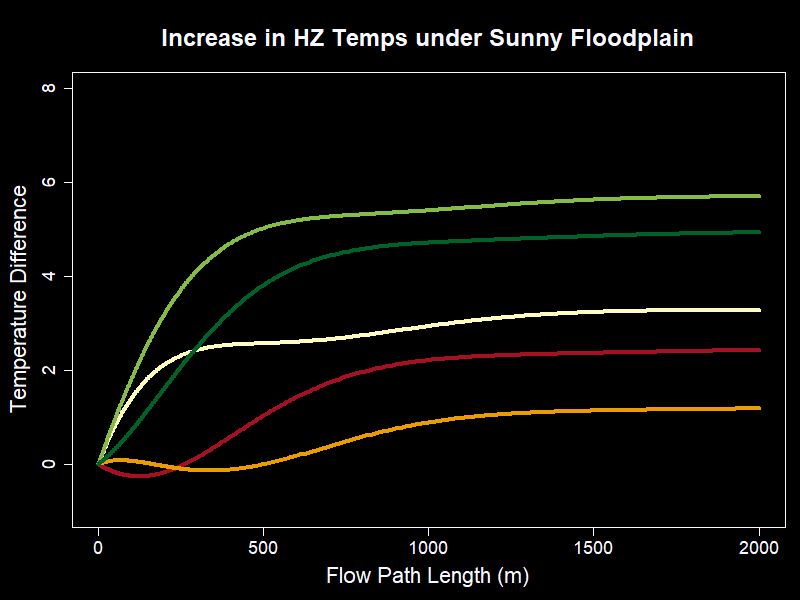 Increase in HZ Temps under Sunny Floodplain
Temperature Difference
8
6
4
2
0
0 500 1000 1500 2000
Flow Path Length (m)